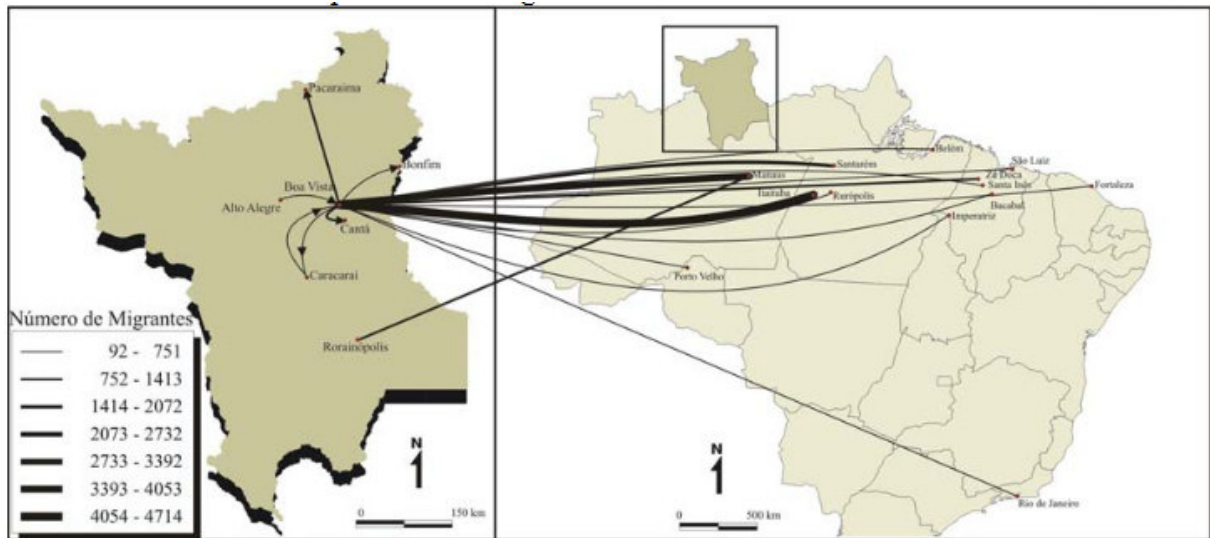 Pacaraima
Bonfim
Boa Vista
Alto Alegre
Cantá
Caracaraí
Rorainópolis
Número de Migrantes
92 - 751
752 - 1413
1414 - 2072
2073 - 2732
2733 - 3392
3393 - 4053
4054 - 4714
N
0 150 km
Belém
São Luiz
Santarém
Zé Doca
Manaus
Santa Inês
Fortaleza
Itaituba
Rurópolis
Bacabal
Imperatriz
Porto Velho
Rio de Janeiro
N
0 500 km